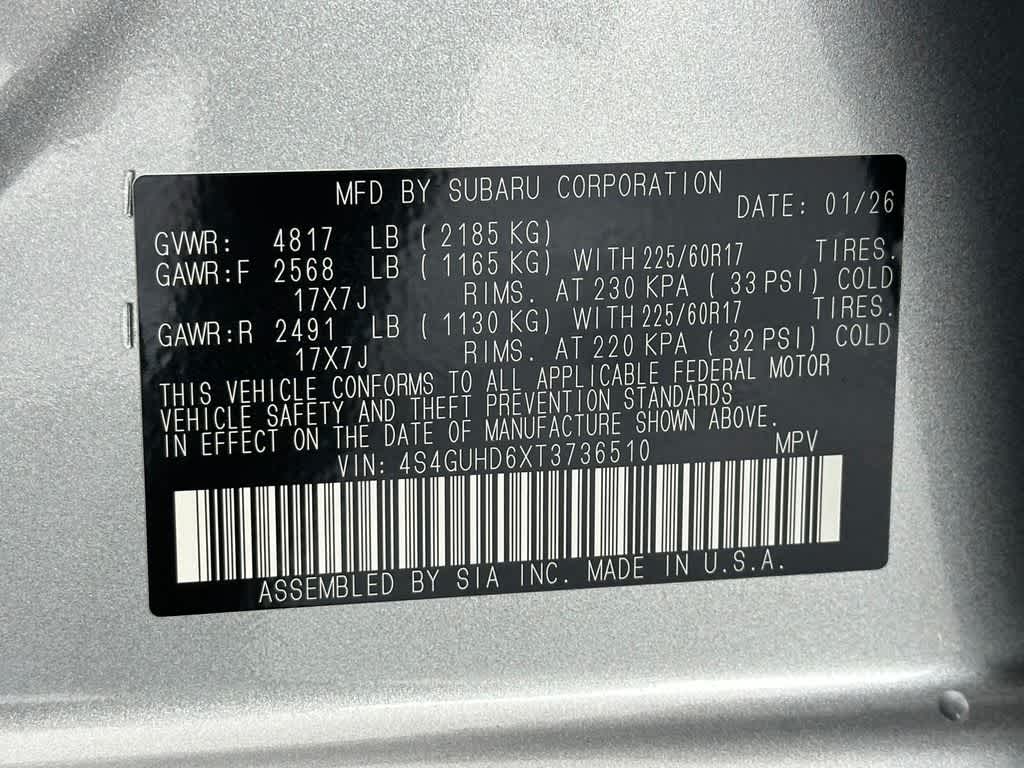 MFD BY SUBARU CORPORATION
DATE: 01/26
GVWR: 4817 LB ( 2185 KG)
GAWR:F 2568 LB ( 1165 KG) WITH 225/60R17 TIRES.
17X7J RIMS. AT 230 KPA ( 33 PSI) COLD
GAWR:R 2491 LB ( 1130 KG) WITH 225/60R17 TIRES.
17X7J RIMS. AT 220 KPA ( 32 PSI) COLD
THIS VEHICLE CONFORMS TO ALL APPLICABLE FEDERAL MOTOR
VEHICLE SAFETY AND THEFT PREVENTION STANDARDS
IN EFFECT ON THE DATE OF MANUFACTURE SHOWN ABOVE.
VIN: 4S4GUHD6XT3736510 MPV
ASSEMBLED BY SIA INC. MADE IN U.S.A.